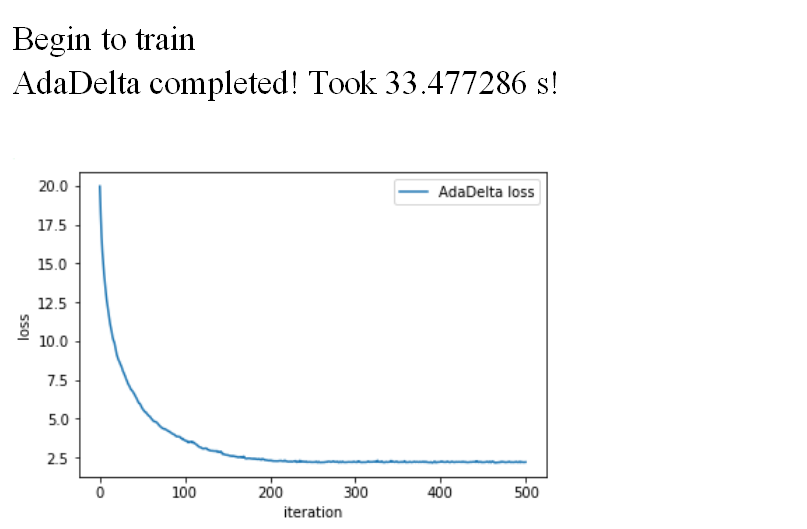 Begin to train
AdaDelta completed! Took 33.477286 s!
AdaDelta loss
20.0
17.5
15.0
12.5
10.0
7.5
5.0
2.5
loss
0 100 200 300 400 500
iteration